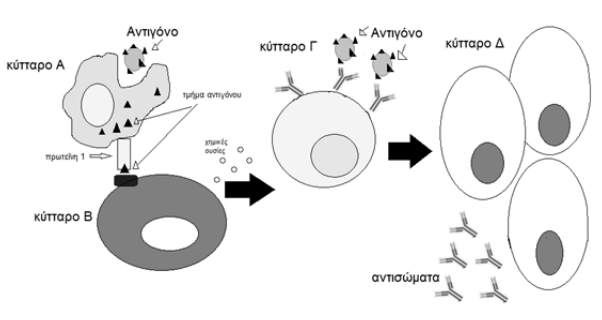 Αντιγόνο
κύτταρο Α
τμήμα αντιγόνου
πρωτεΐνη 1
κύτταρο Β
χημικές
ουσίες
κύτταρο Γ
Αντιγόνο
κύτταρο Δ
αντισώματα